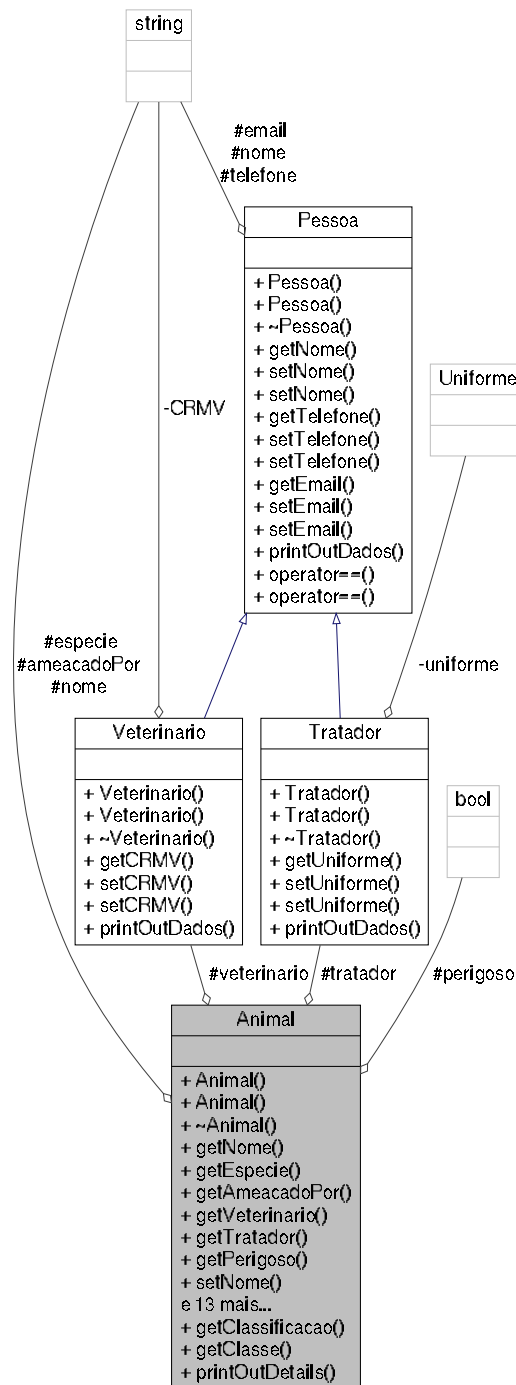 string
#email
#nome
#telefone
Pessoa
+ Pessoa()
+ Pessoa()
+ ~Pessoa()
+ getNome()
+ setNome()
+ setNome()
+ getTelefone()
+ setTelefone()
+ setTelefone()
+ getEmail()
+ setEmail()
+ setEmail()
+ printOutDados()
+ operator==()
+ operator==()
Uniforme
-CRMV
#especie
#ameacadoPor
#nome
-uniforme
Veterinario
+ Veterinario()
+ Veterinario()
+ ~Veterinario()
+ getCRMV()
+ setCRMV()
+ setCRMV()
+ printOutDados()
Tratador
+ Tratador()
+ Tratador()
+ ~Tratador()
+ getUniforme()
+ setUniforme()
+ setUniforme()
+ printOutDados()
bool
#veterinario
#tratador
#perigoso
Animal
+ Animal()
+ Animal()
+ ~Animal()
+ getNome()
+ getEspecie()
+ getAmeacadoPor()
+ getVeterinario()
+ getTratador()
+ getPerigoso()
+ setNome()
e 13 mais...
+ getClassificacao()
+ getClasse()
+ printOutDetails()